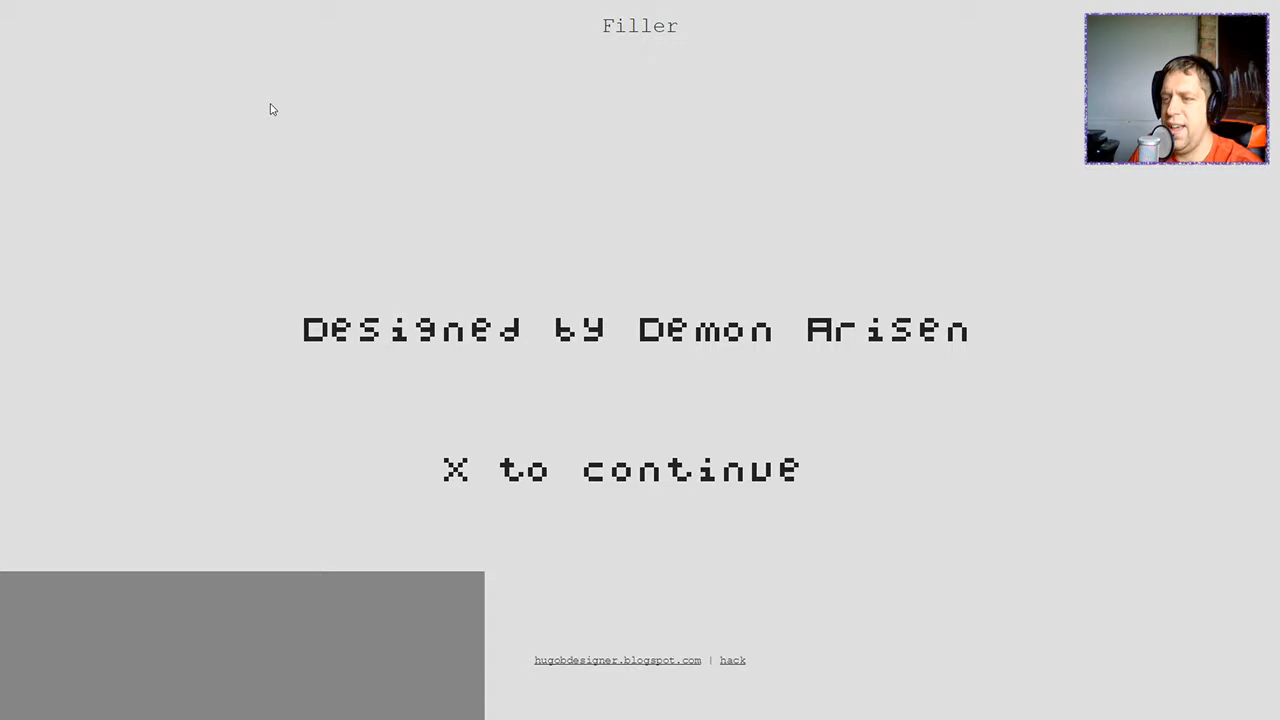 Filler
Designed by Demon Arisen
X to continue
hugobdesigner.blogspot.com | hack